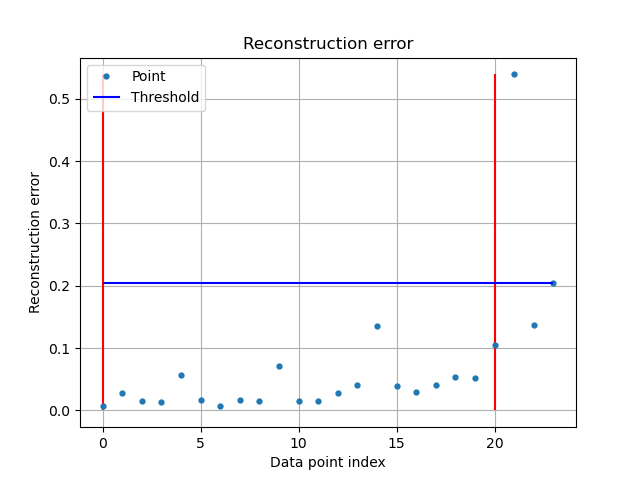 Reconstruction error
Point
Threshold
Reconstruction error
0.5
0.4
0.3
0.2
0.1
0.0
0 5 10 15 20
Data point index